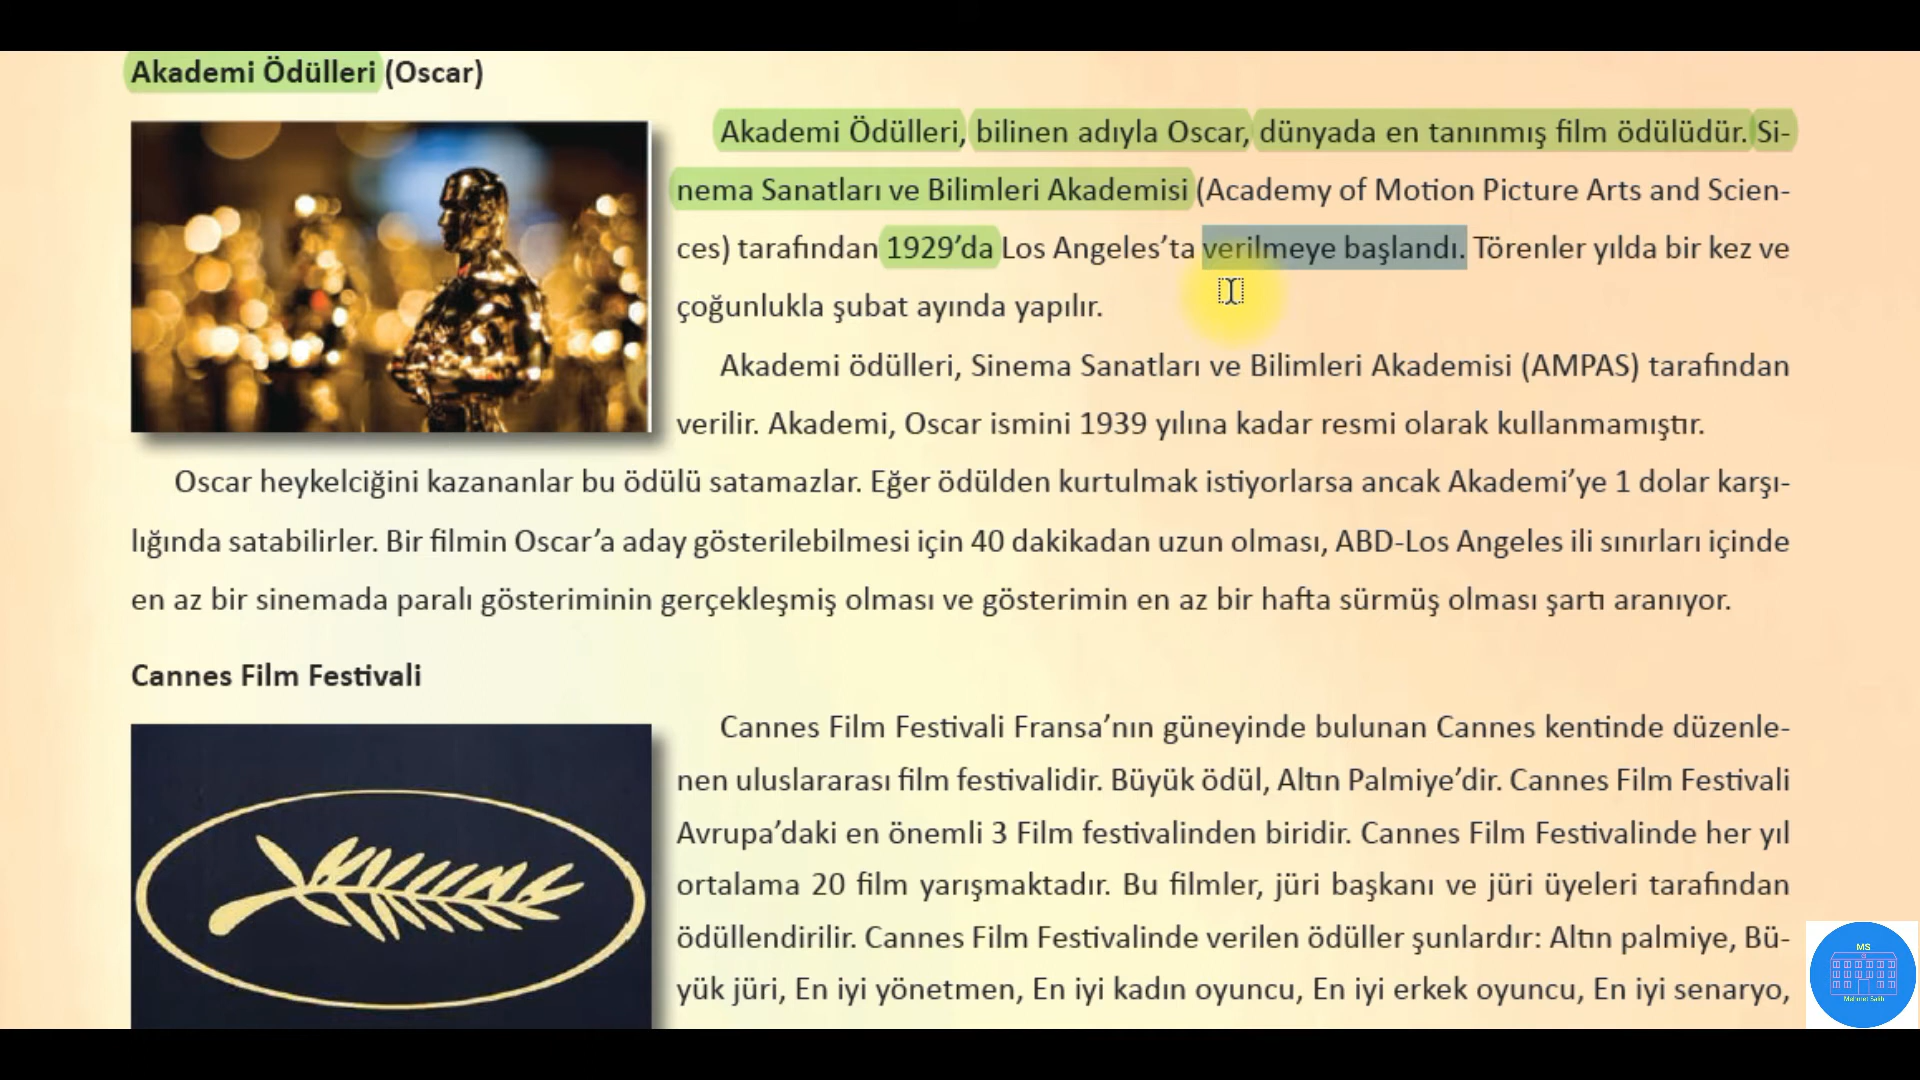 Akademi Ödülleri (Oscar)
Akademi Ödülleri, bilinen adıyla Oscar, dünyada en tanınmış film ödülüdür. Si-
nema Sanatları ve Bilimleri Akademisi (Academy of Motion Picture Arts and Scien-
ces) tarafından 1929’da Los Angeles’ta verilmeye başlandı. Törenler yılda bir kez ve
çoğunlukla şubat ayında yapılır.
Akademi ödülleri, Sinema Sanatları ve Bilimleri Akademisi (AMPAS) tarafından
verilir. Akademi, Oscar ismini 1939 yılına kadar resmi olarak kullanmamıştır.
Oscar heykelciğini kazananlar bu ödülü satamazlar. Eğer ödülden kurtulmak istiyorlarsa ancak Akademi’ye 1 dolar karşı-
lığında satabilirler. Bir filmin Oscar’a aday gösterilebilmesi için 40 dakikadan uzun olması, ABD-Los Angeles ili sınırları içinde
en az bir sinemada paralı gösteriminin gerçekleşmiş olması ve gösterimin en az bir hafta sürmüş olması şartı aranıyor.
Cannes Film Festivali
Cannes Film Festivali Fransa’nın güneyinde bulunan Cannes kentinde düzenle-
nen uluslararası film festivalidir. Büyük ödül, Altın Palmiye’dir. Cannes Film Festivali
Avrupa’daki en önemli 3 Film festivalinden biridir. Cannes Film Festivalinde her yıl
ortalama 20 film yarışmaktadır. Bu filmler, jüri başkanı ve jüri üyeleri tarafından
ödüllendirilir. Cannes Film Festivalinde verilen ödüller şunlardır: Altın palmiye, Bü-
yük jüri, En iyi yönetmen, En iyi kadın oyuncu, En iyi erkek oyuncu, En iyi senaryo,
MS
Mehmet Salih